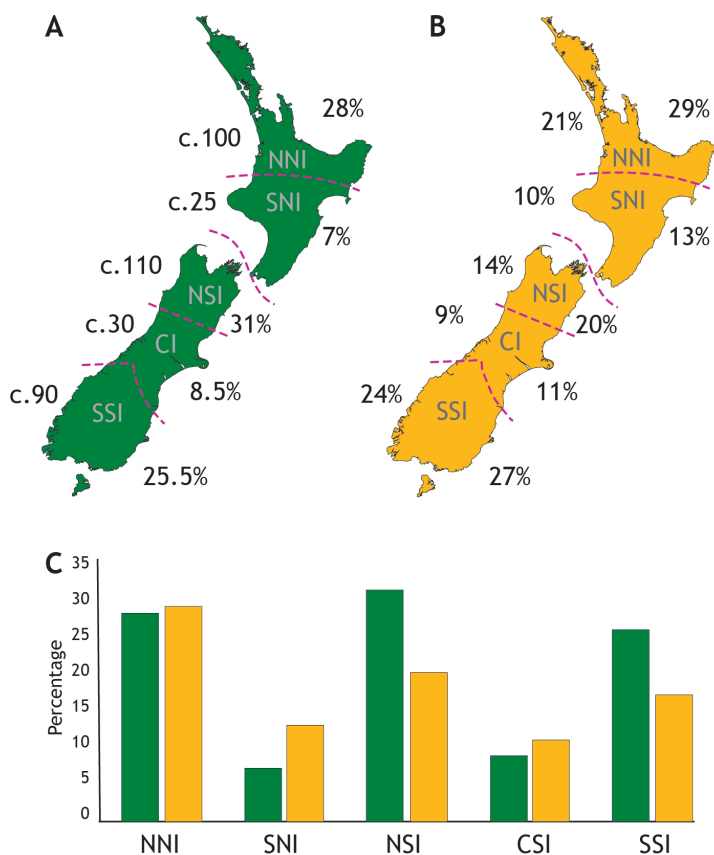 A
28%
c.100
NNI
c.25
SNI
7%
c.110
NSI
c.30
31%
CI
c.90
8.5%
SSI
25.5%
B
29%
21%
NNI
10%
SNI
13%
14%
NSI
9%
20%
CI
24%
11%
SSI
27%
C
Percentage
35
30
25
20
15
10
5
0
NNI SNI NSI CSI SSI